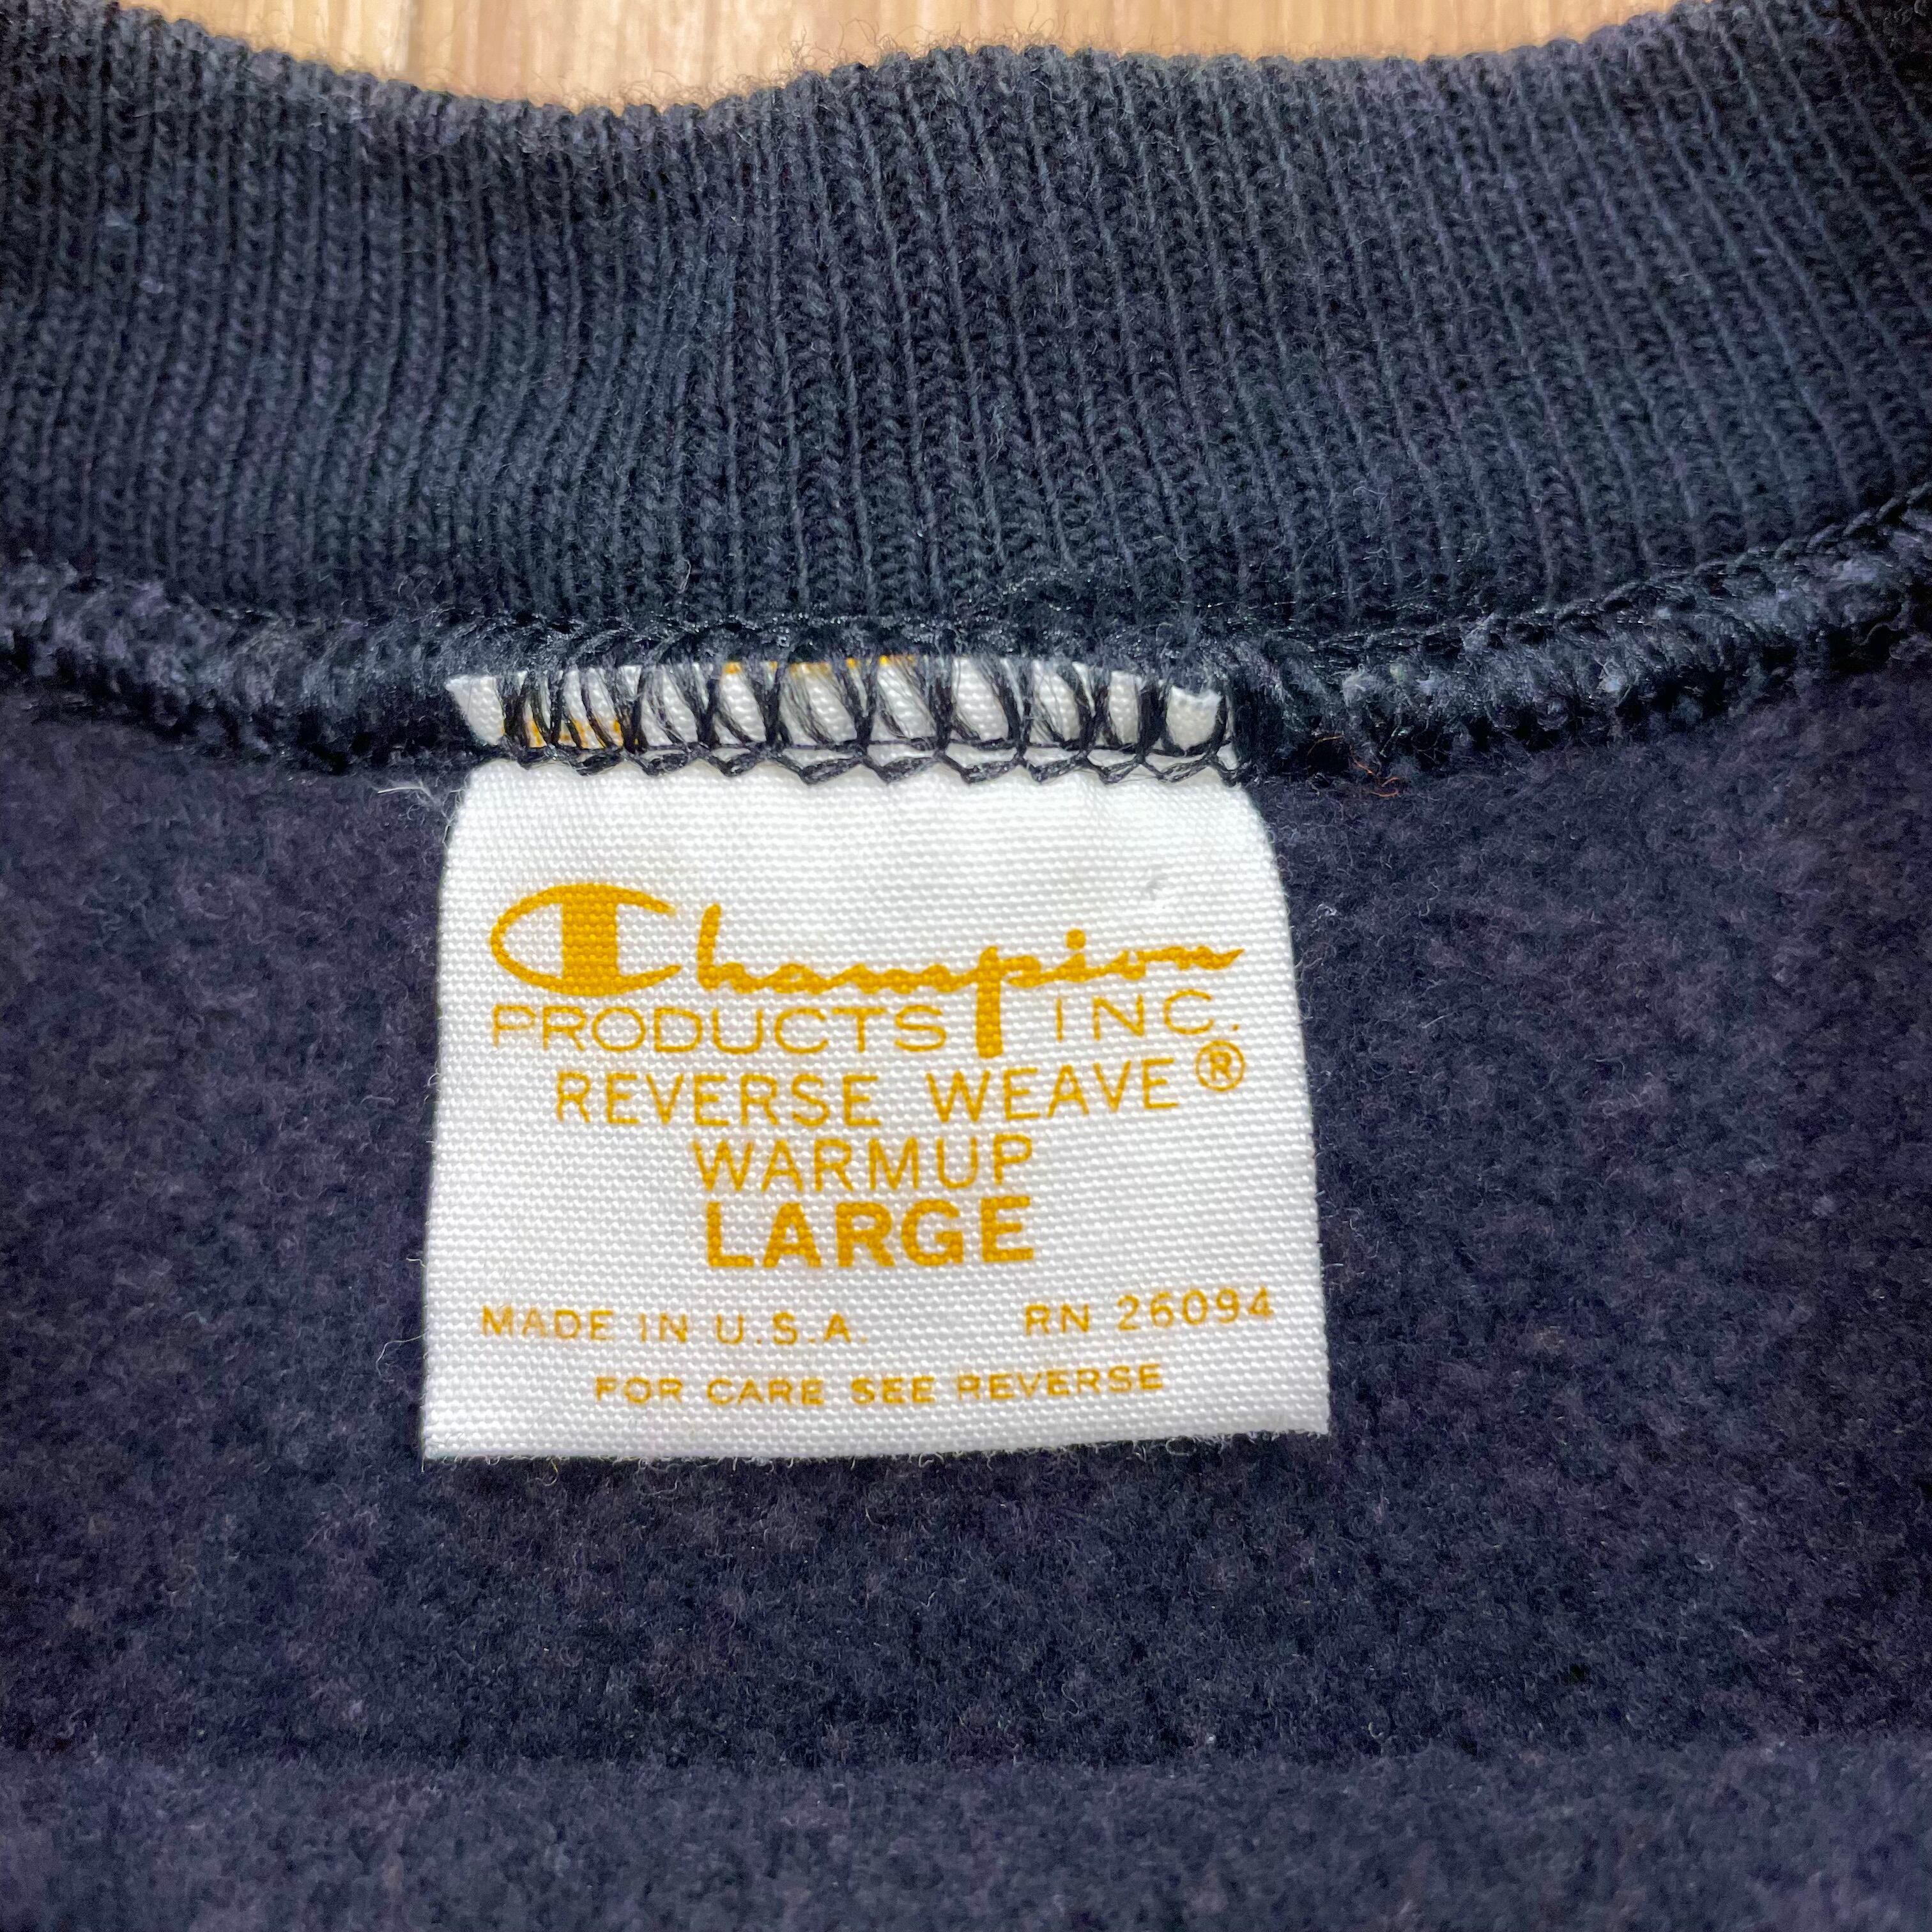 Champion
PRODUCTS INC.
REVERSE WEAVE®
WARMUP
LARGE
MADE IN U.S.A. RN 26094
FOR CARE SEE REVERSE